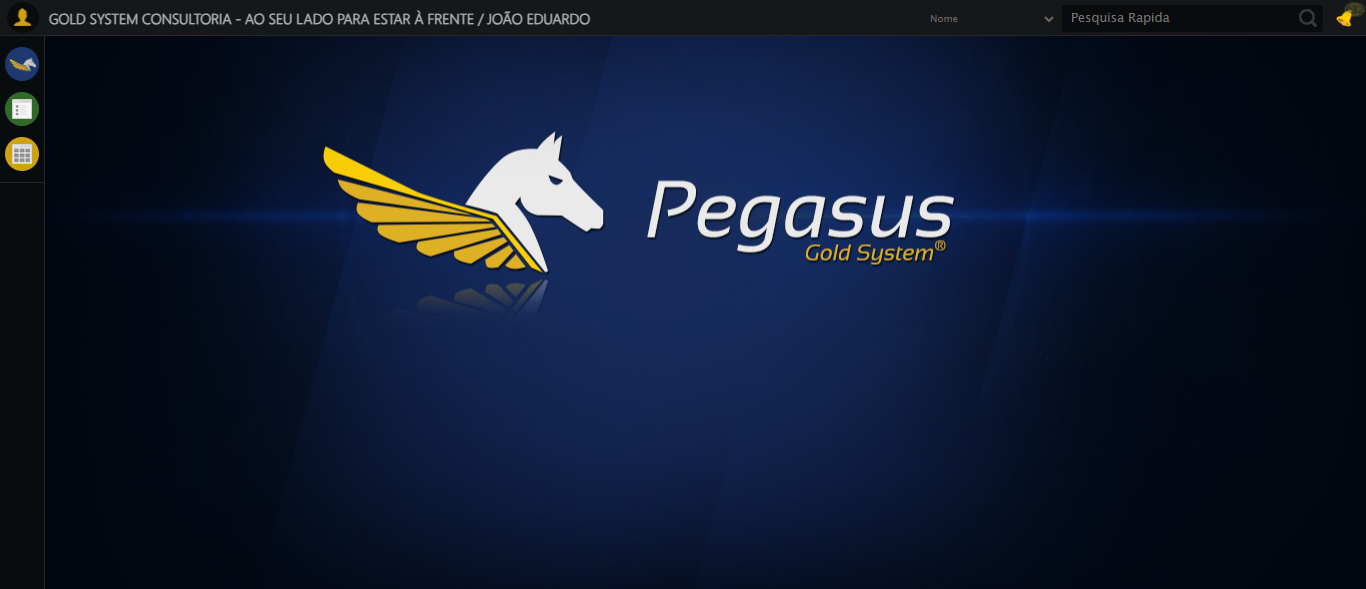 GOLD SYSTEM CONSULTORIA - AO SEU LADO PARA ESTAR À FRENTE / JOÃO EDUARDO
Nome
Pesquisa Rapida
Pegasus
Gold System®